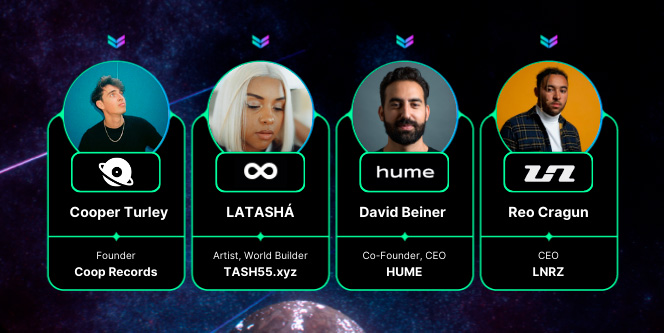 hume
Cooper Turley
LATASHÁ
David Beiner
Reo Cragun
Founder
Coop Records
Artist, World Builder
TASH55.xyz
Co-Founder, CEO
HUME
CEO
LNRZ